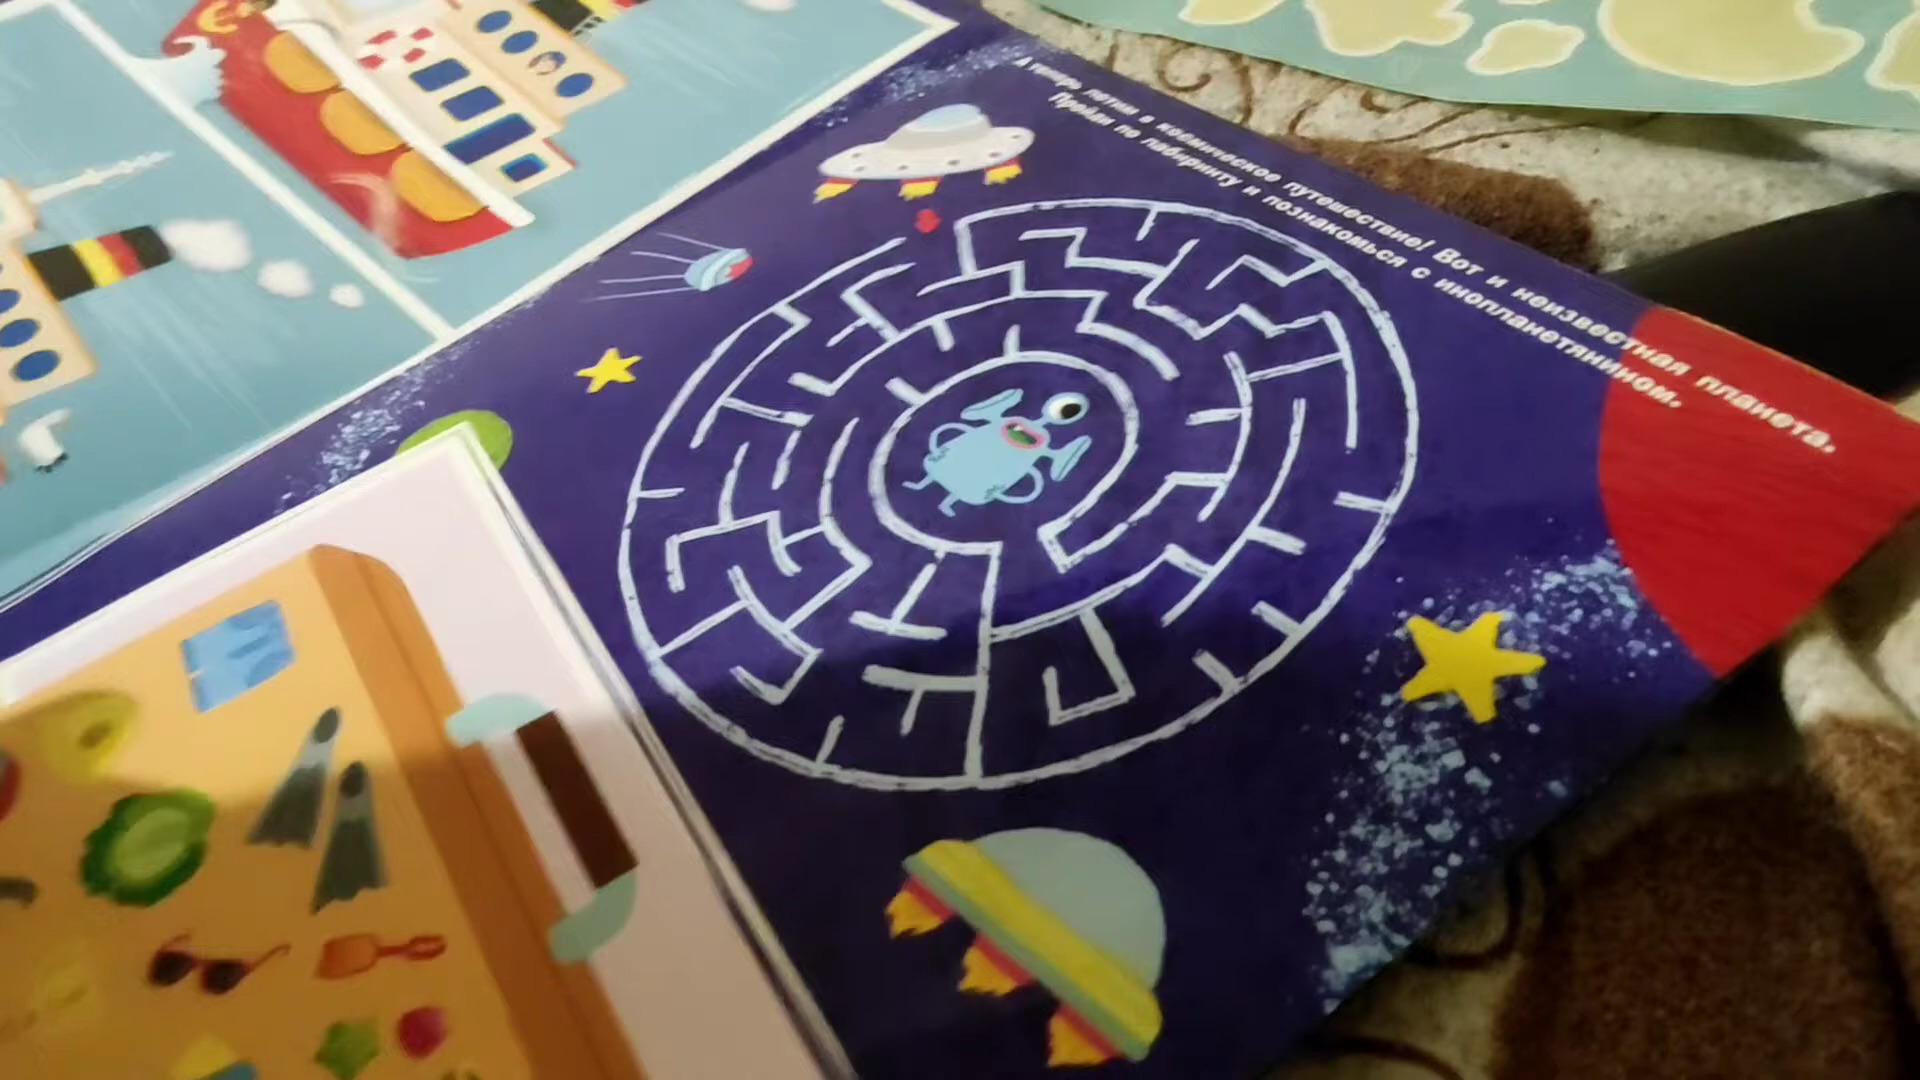 А теперь летим в космическое путешествие! Вот и неизвестная планета.
Пройди по лабиринту и познакомься с инопланетянином.